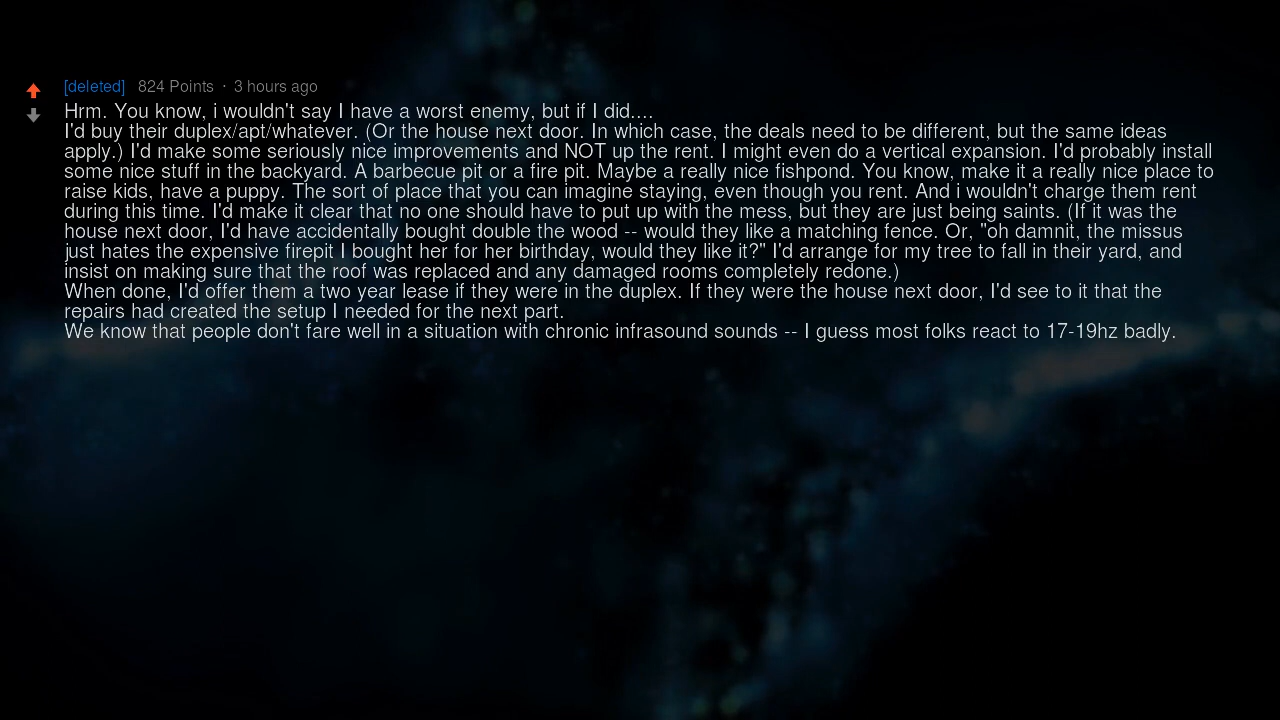 [deleted] 824 Points · 3 hours ago
Hrm. You know, i wouldn't say I have a worst enemy, but if I did....
I'd buy their duplex/apt/whatever. (Or the house next door. In which case, the deals need to be different, but the same ideas
apply.) I'd make some seriously nice improvements and NOT up the rent. I might even do a vertical expansion. I'd probably install
some nice stuff in the backyard. A barbecue pit or a fire pit. Maybe a really nice fishpond. You know, make it a really nice place to
raise kids, have a puppy. The sort of place that you can imagine staying, even though you rent. And i wouldn't charge them rent
during this time. I'd make it clear that no one should have to put up with the mess, but they are just being saints. (If it was the
house next door, I'd have accidentally bought double the wood -- would they like a matching fence. Or, "oh damnit, the missus
just hates the expensive firepit I bought her for her birthday, would they like it?" I'd arrange for my tree to fall in their yard, and
insist on making sure that the roof was replaced and any damaged rooms completely redone.)
When done, I'd offer them a two year lease if they were in the duplex. If they were the house next door, I'd see to it that the
repairs had created the setup I needed for the next part.
We know that people don't fare well in a situation with chronic infrasound sounds -- I guess most folks react to 17-19hz badly.